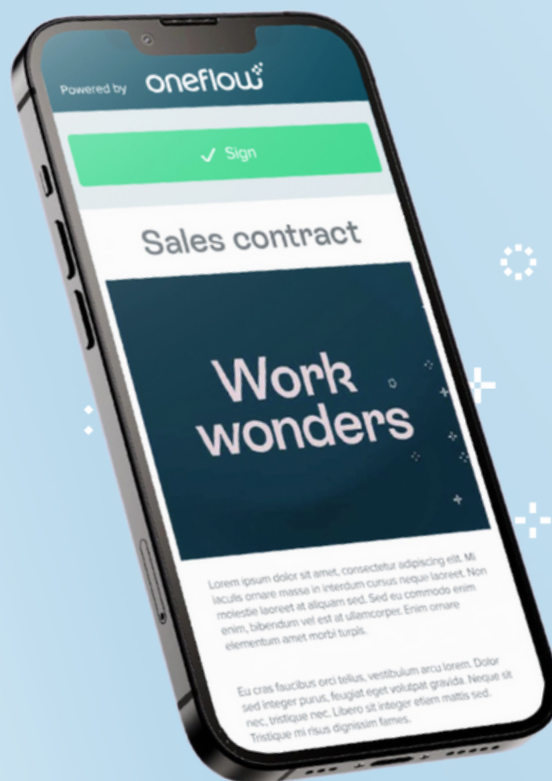 Powered by oneflow
Sign
Sales contract
Work
wonders
Lorem ipsum dolor sit amet, consectetur adipiscing elit. Mi
iaculis ornare massa in interdum cursus neque laoreet. Non
molestie laoreet at aliquam sed. Sed eu commodo enim
enim, bibendum vel est at ullamcorper. Enim ornare
elementum amet morbi turpis.
Eu cras faucibus orci tellus, vestibulum arcu lorem. Dolor
sed integer purus, feugiat eget volutpat gravida. Neque sit
nec, tristique nec. Libero sit integer etiam mattis sed.
Tristique mi risus dignissim fames.